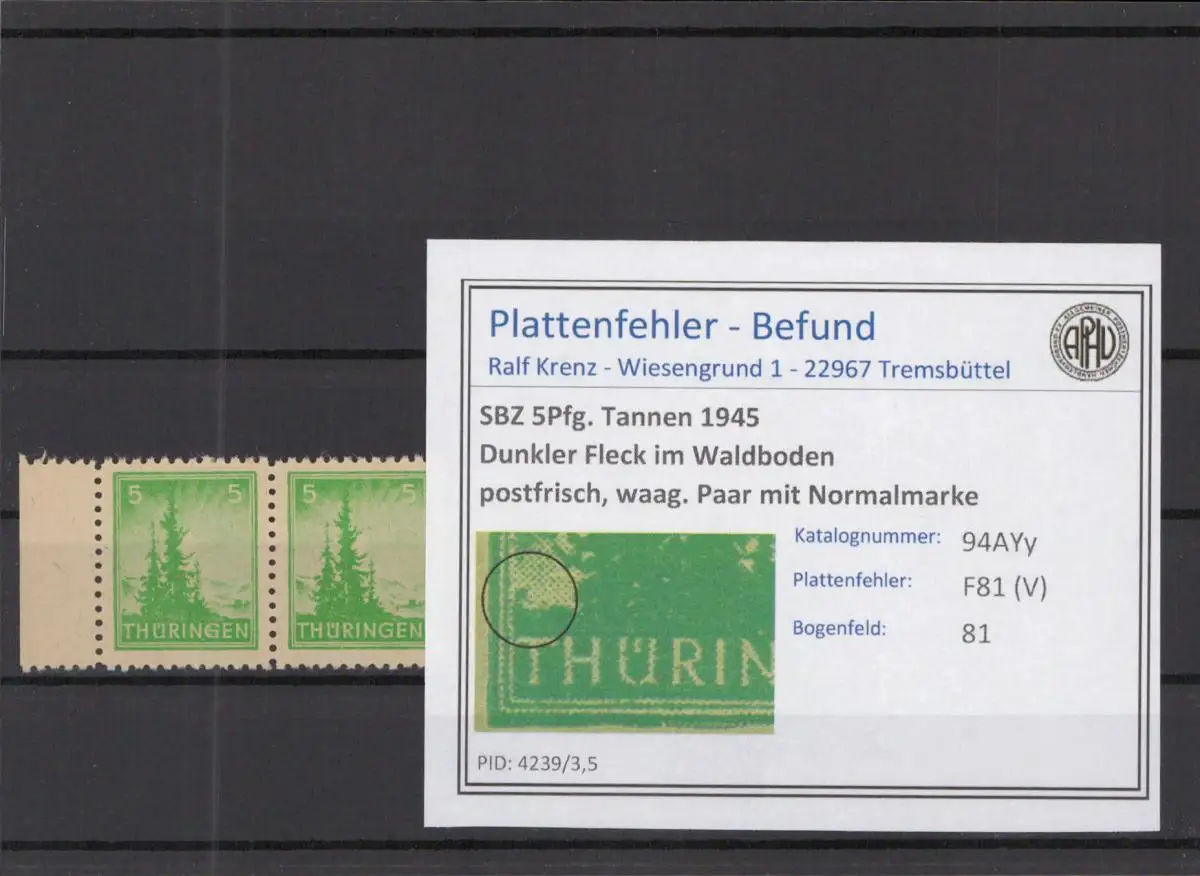 5 5
THÜRINGEN
5 5
THÜRINGEN
Plattenfehler - Befund
Ralf Krenz - Wiesengrund 1 - 22967 Tremsbüttel
APHV
SBZ 5Pfg. Tannen 1945
Dunkler Fleck im Waldboden
postfrisch, waag. Paar mit Normalmarke
THÜRIN
Katalognummer: 94AYy
Plattenfehler: F81 (V)
Bogenfeld: 81
PID: 4239/3,5